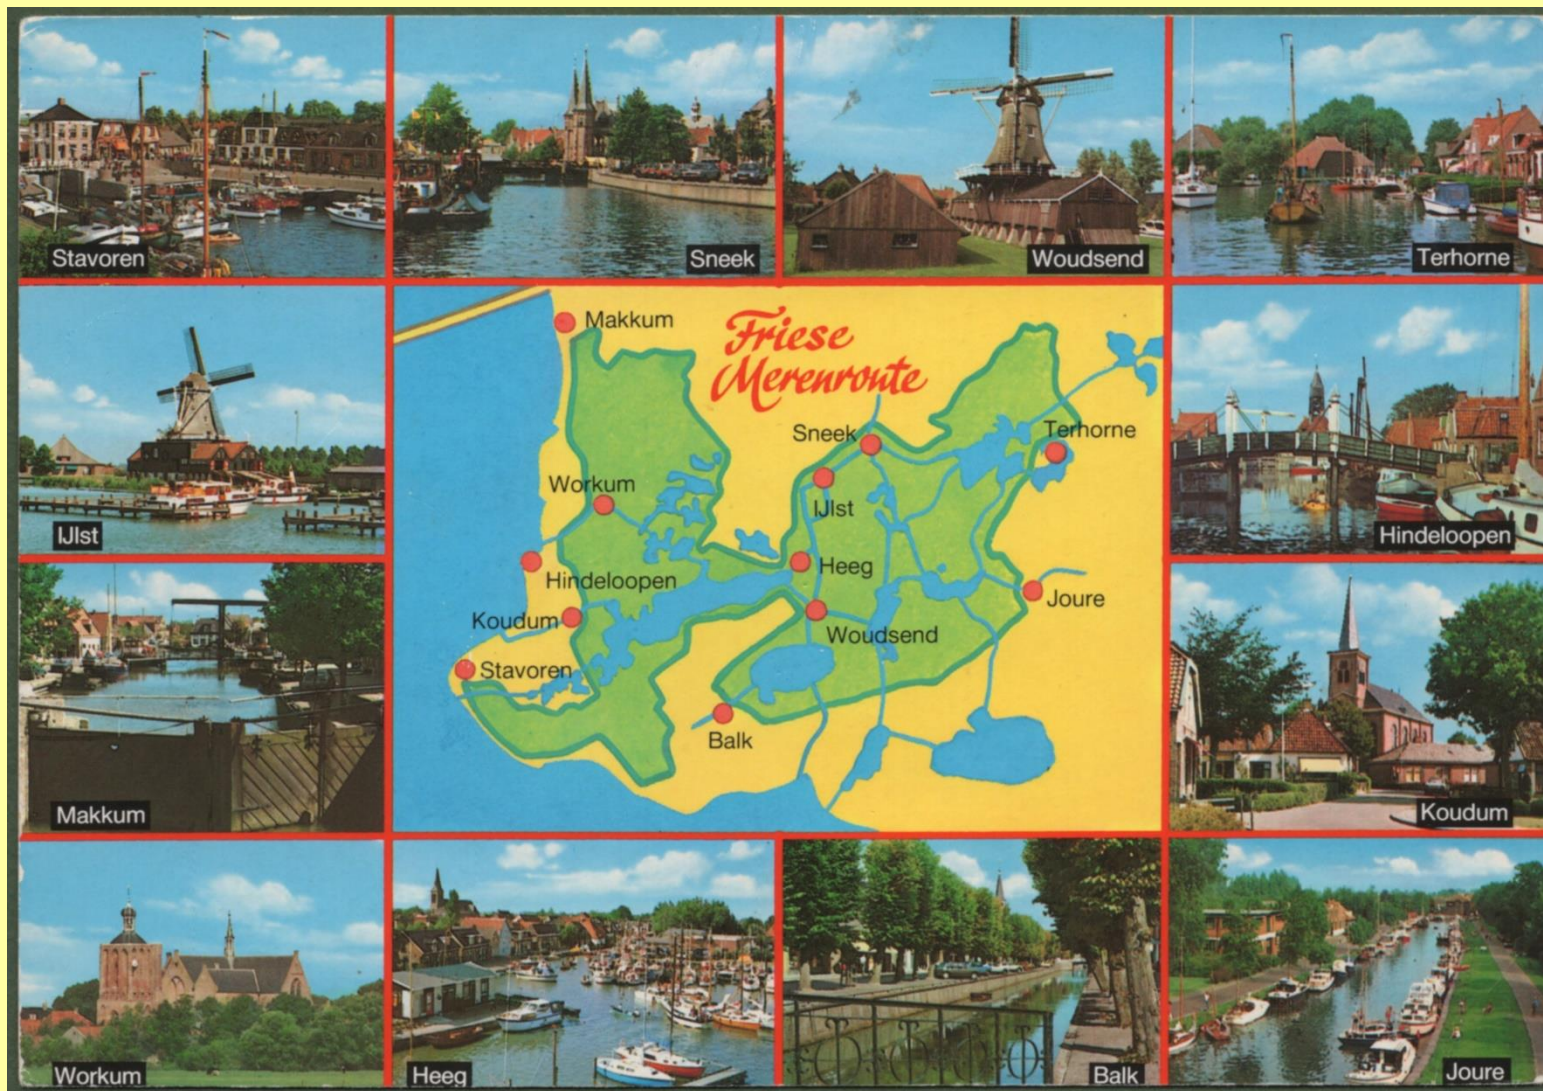 Stavoren
Sneek
Woudsend
Terhorne
IJlst
Makkum
Friese
Merenroute
Sneek
Terhorne
Workum
IJlst
Hindeloopen
Heeg
Koudum
Joure
Woudsend
Stavoren
Balk
Hindeloopen
Makkum
Koudum
Workum
Heeg
Balk
Joure